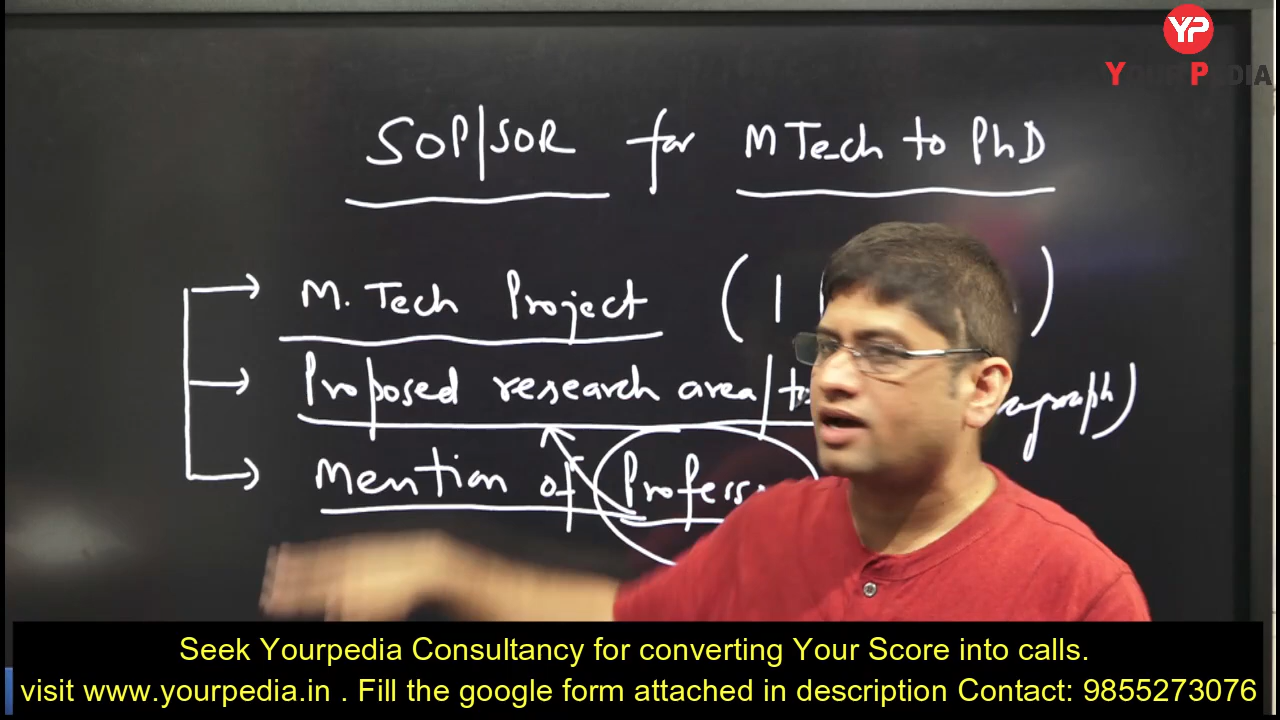 YP
YOURPEDIA
SOP/SOR for MTech to PhD
M. Tech Project (1
Proposed research area/
Mention of
Seek Yourpedia Consultancy for converting Your Score into calls.
visit www.yourpedia.in . Fill the google form attached in description Contact: 9855273076